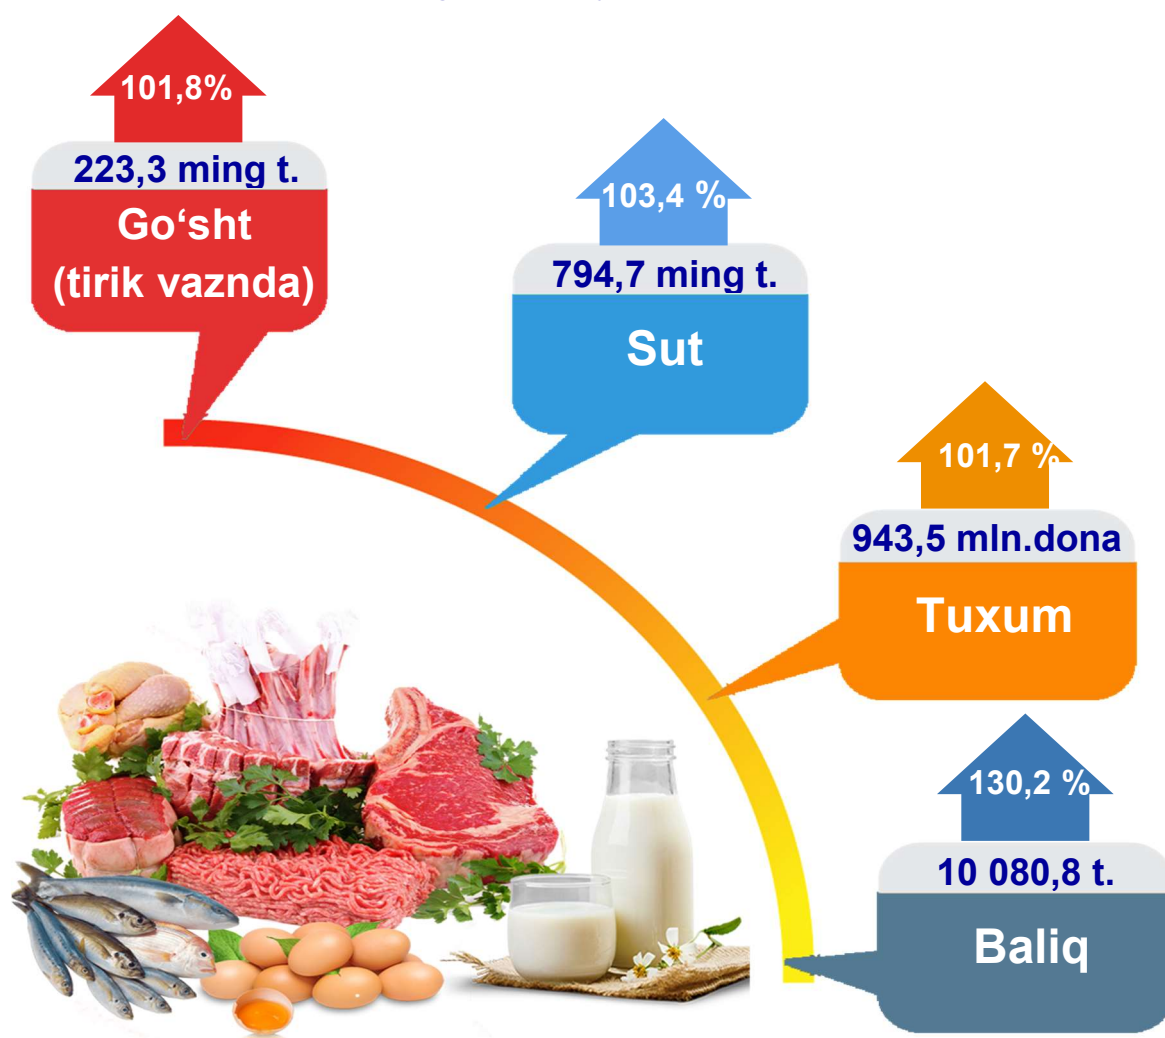 101,8%
223,3 ming t.
Go‘sht
(tirik vaznda)
103,4 %
794,7 ming t.
Sut
101,7 %
943,5 mln.dona
Tuxum
130,2 %
10 080,8 t.
Baliq